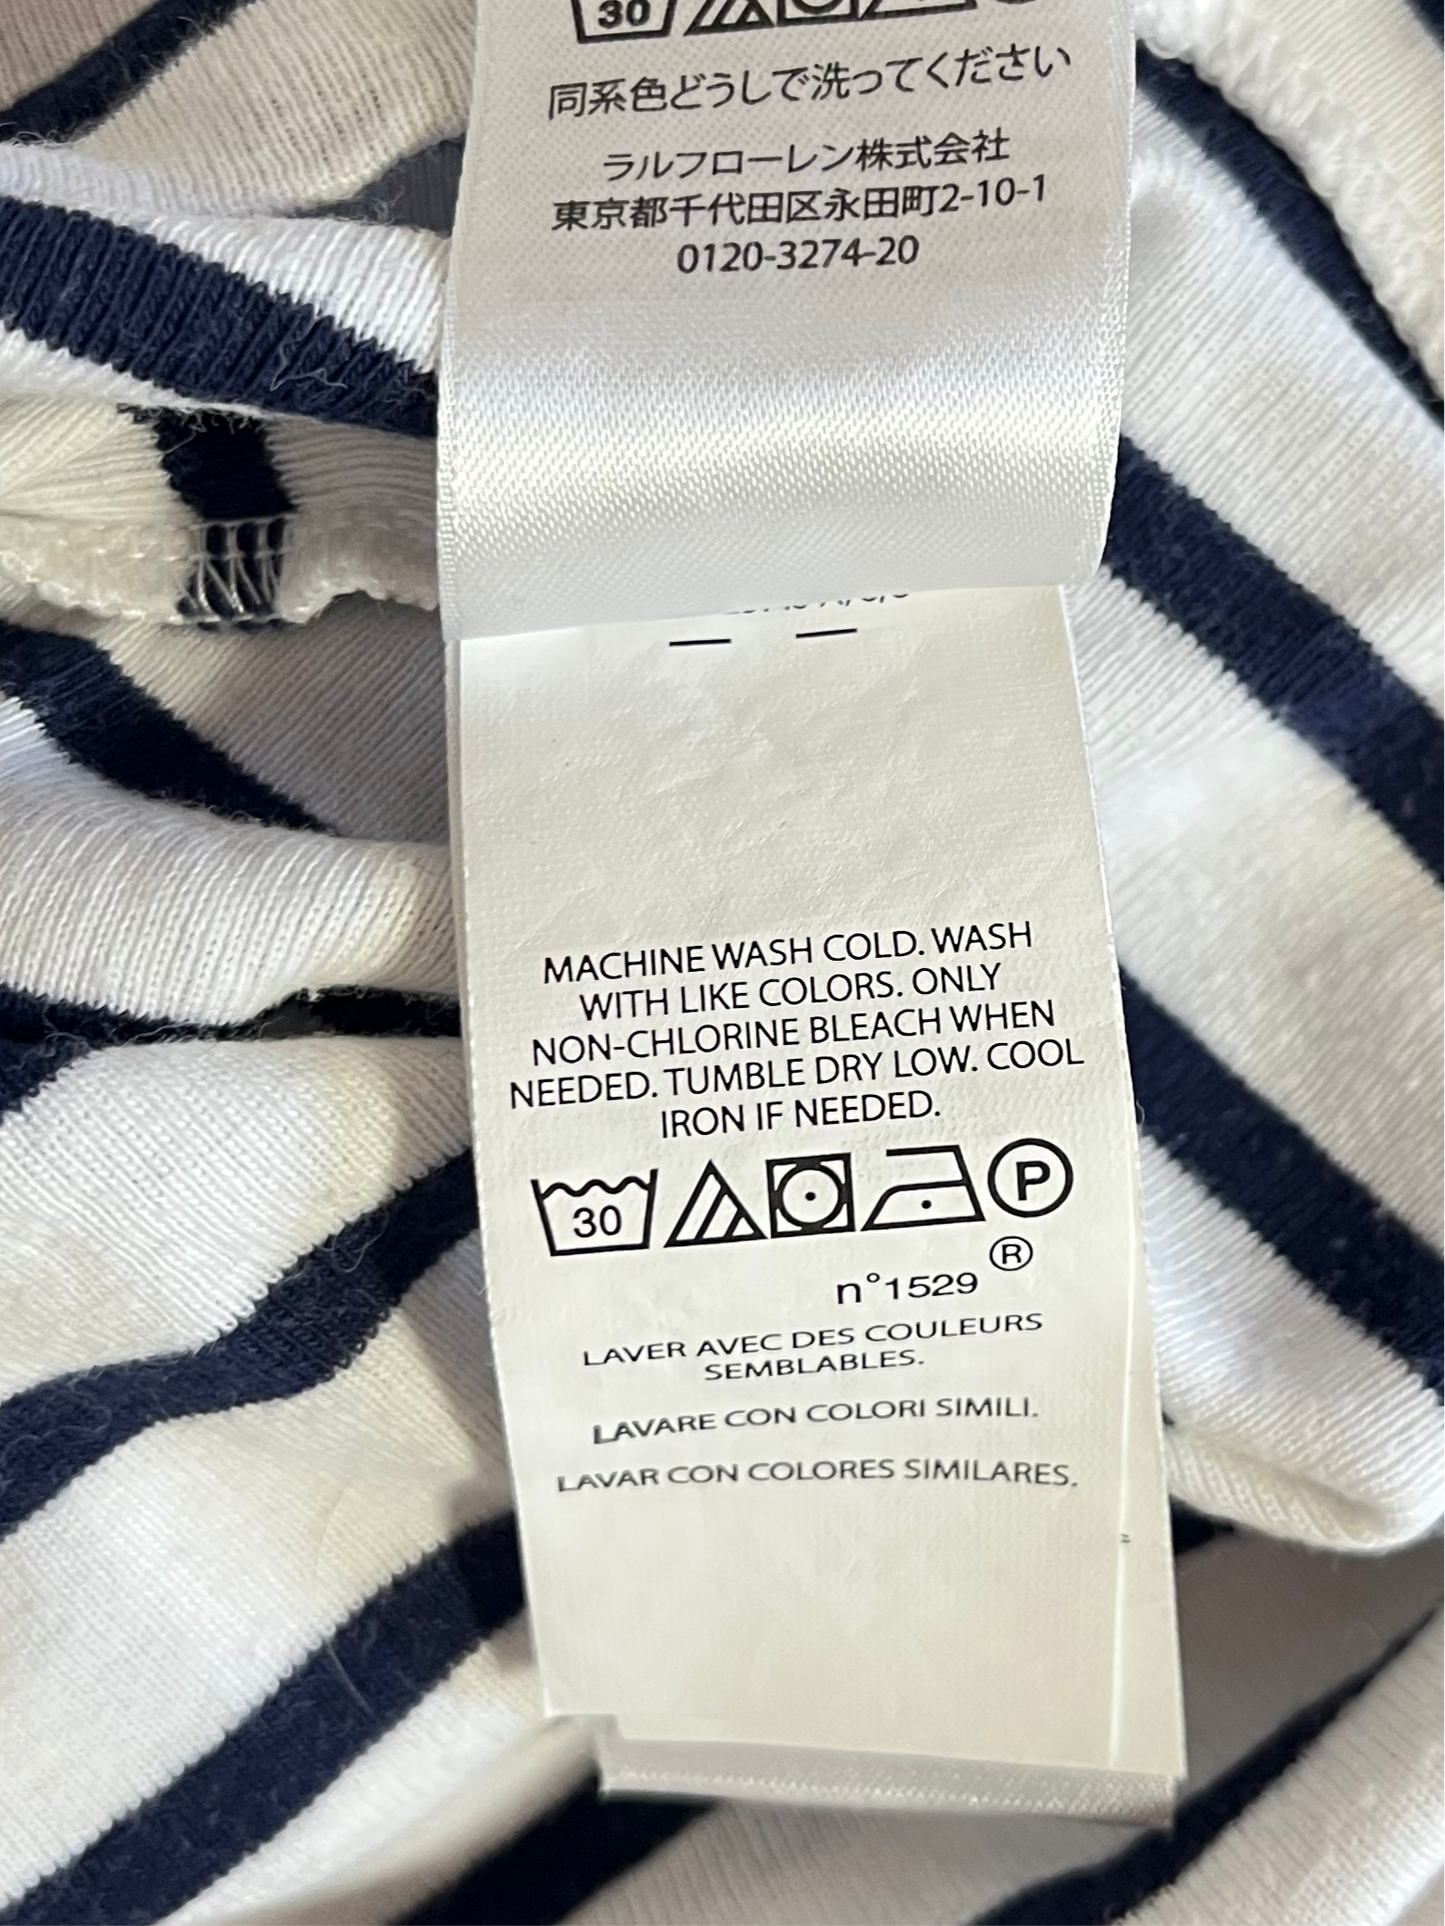 30
同系色どうしで洗ってください
ラルフローレン株式会社
東京都千代田区永田町2-10-1
0120-3274-20
MACHINE WASH COLD. WASH
WITH LIKE COLORS. ONLY
NON-CHLORINE BLEACH WHEN
NEEDED. TUMBLE DRY LOW. COOL
IRON IF NEEDED.
30 P
®
n°1529
LAVER AVEC DES COULEURS
SEMBLABLES.
LAVARE CON COLORI SIMILI.
LAVAR CON COLORES SIMILARES.